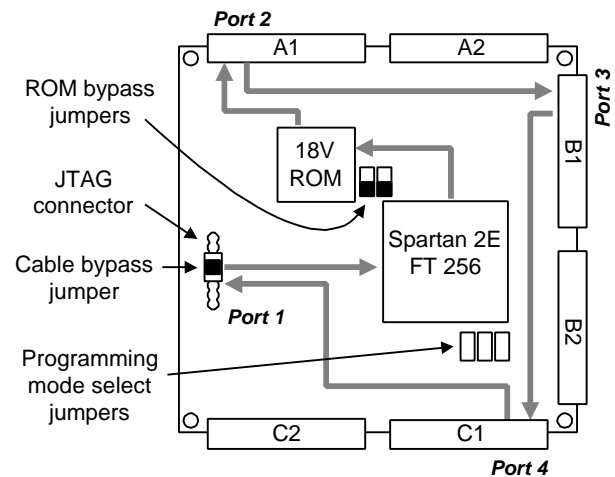 Port 2
A1
A2
Port 3
ROM bypass
jumpers
18V
ROM
B1
JTAG
connector
Spartan 2E
FT 256
Cable bypass
jumper
Port 1
B2
Programming
mode select
jumpers
C2
C1
Port 4